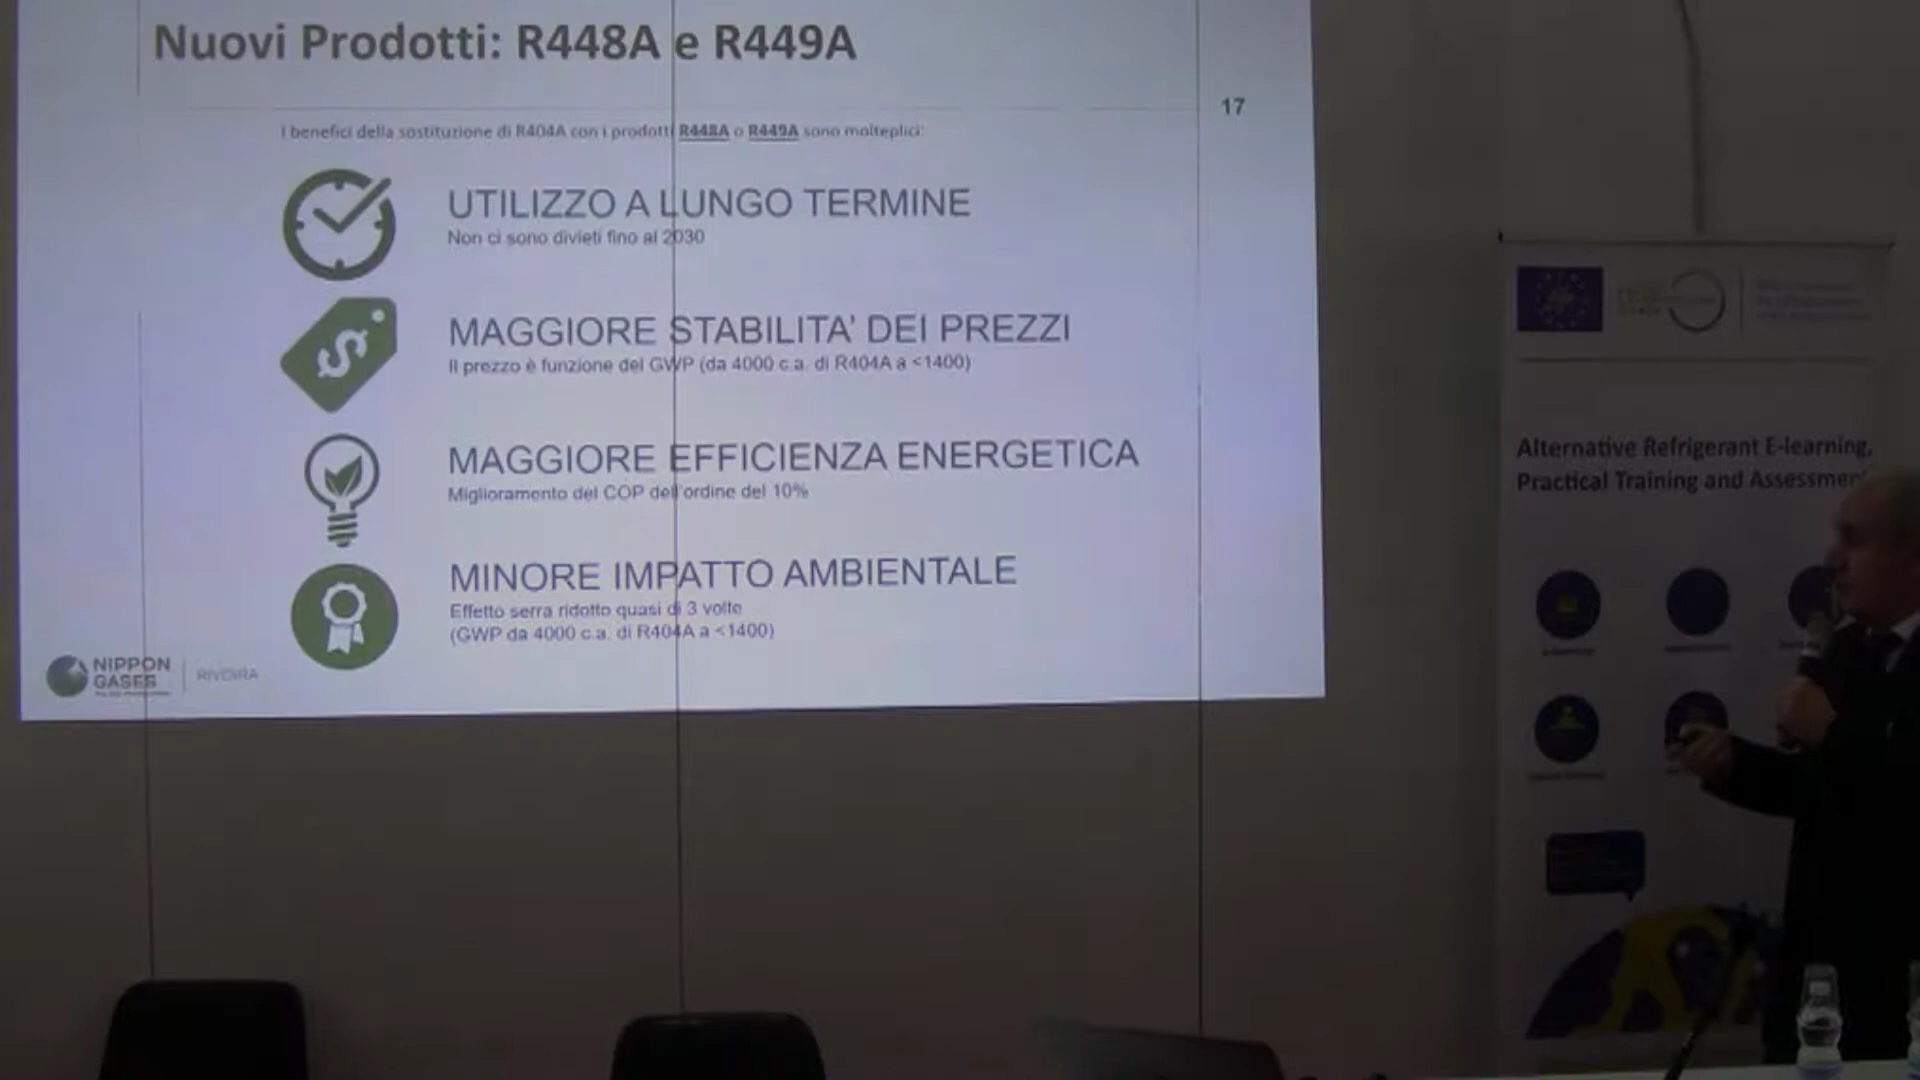 Nuovi Prodotti: R448A e R449A
17
I benefici della sostituzione di R404A con i prodotti R448A o R449A sono molteplici:
UTILIZZO A LUNGO TERMINE
Non ci sono divieti fino al 2030
MAGGIORE STABILITA' DEI PREZZI
Il prezzo è funzione del GWP (da 4000 c.a. di R404A a <1400)
MAGGIORE EFFICIENZA ENERGETICA
Miglioramento del COP dell'ordine del 10%
MINORE IMPATTO AMBIENTALE
Effetto serra ridotto quasi di 3 volte
(GWP da 4000 c.a. di R404A a <1400)
NIPPON
GASES
RIVOIRA
Alternative Refrigerant E-learning,
Practical Training and Assessmen